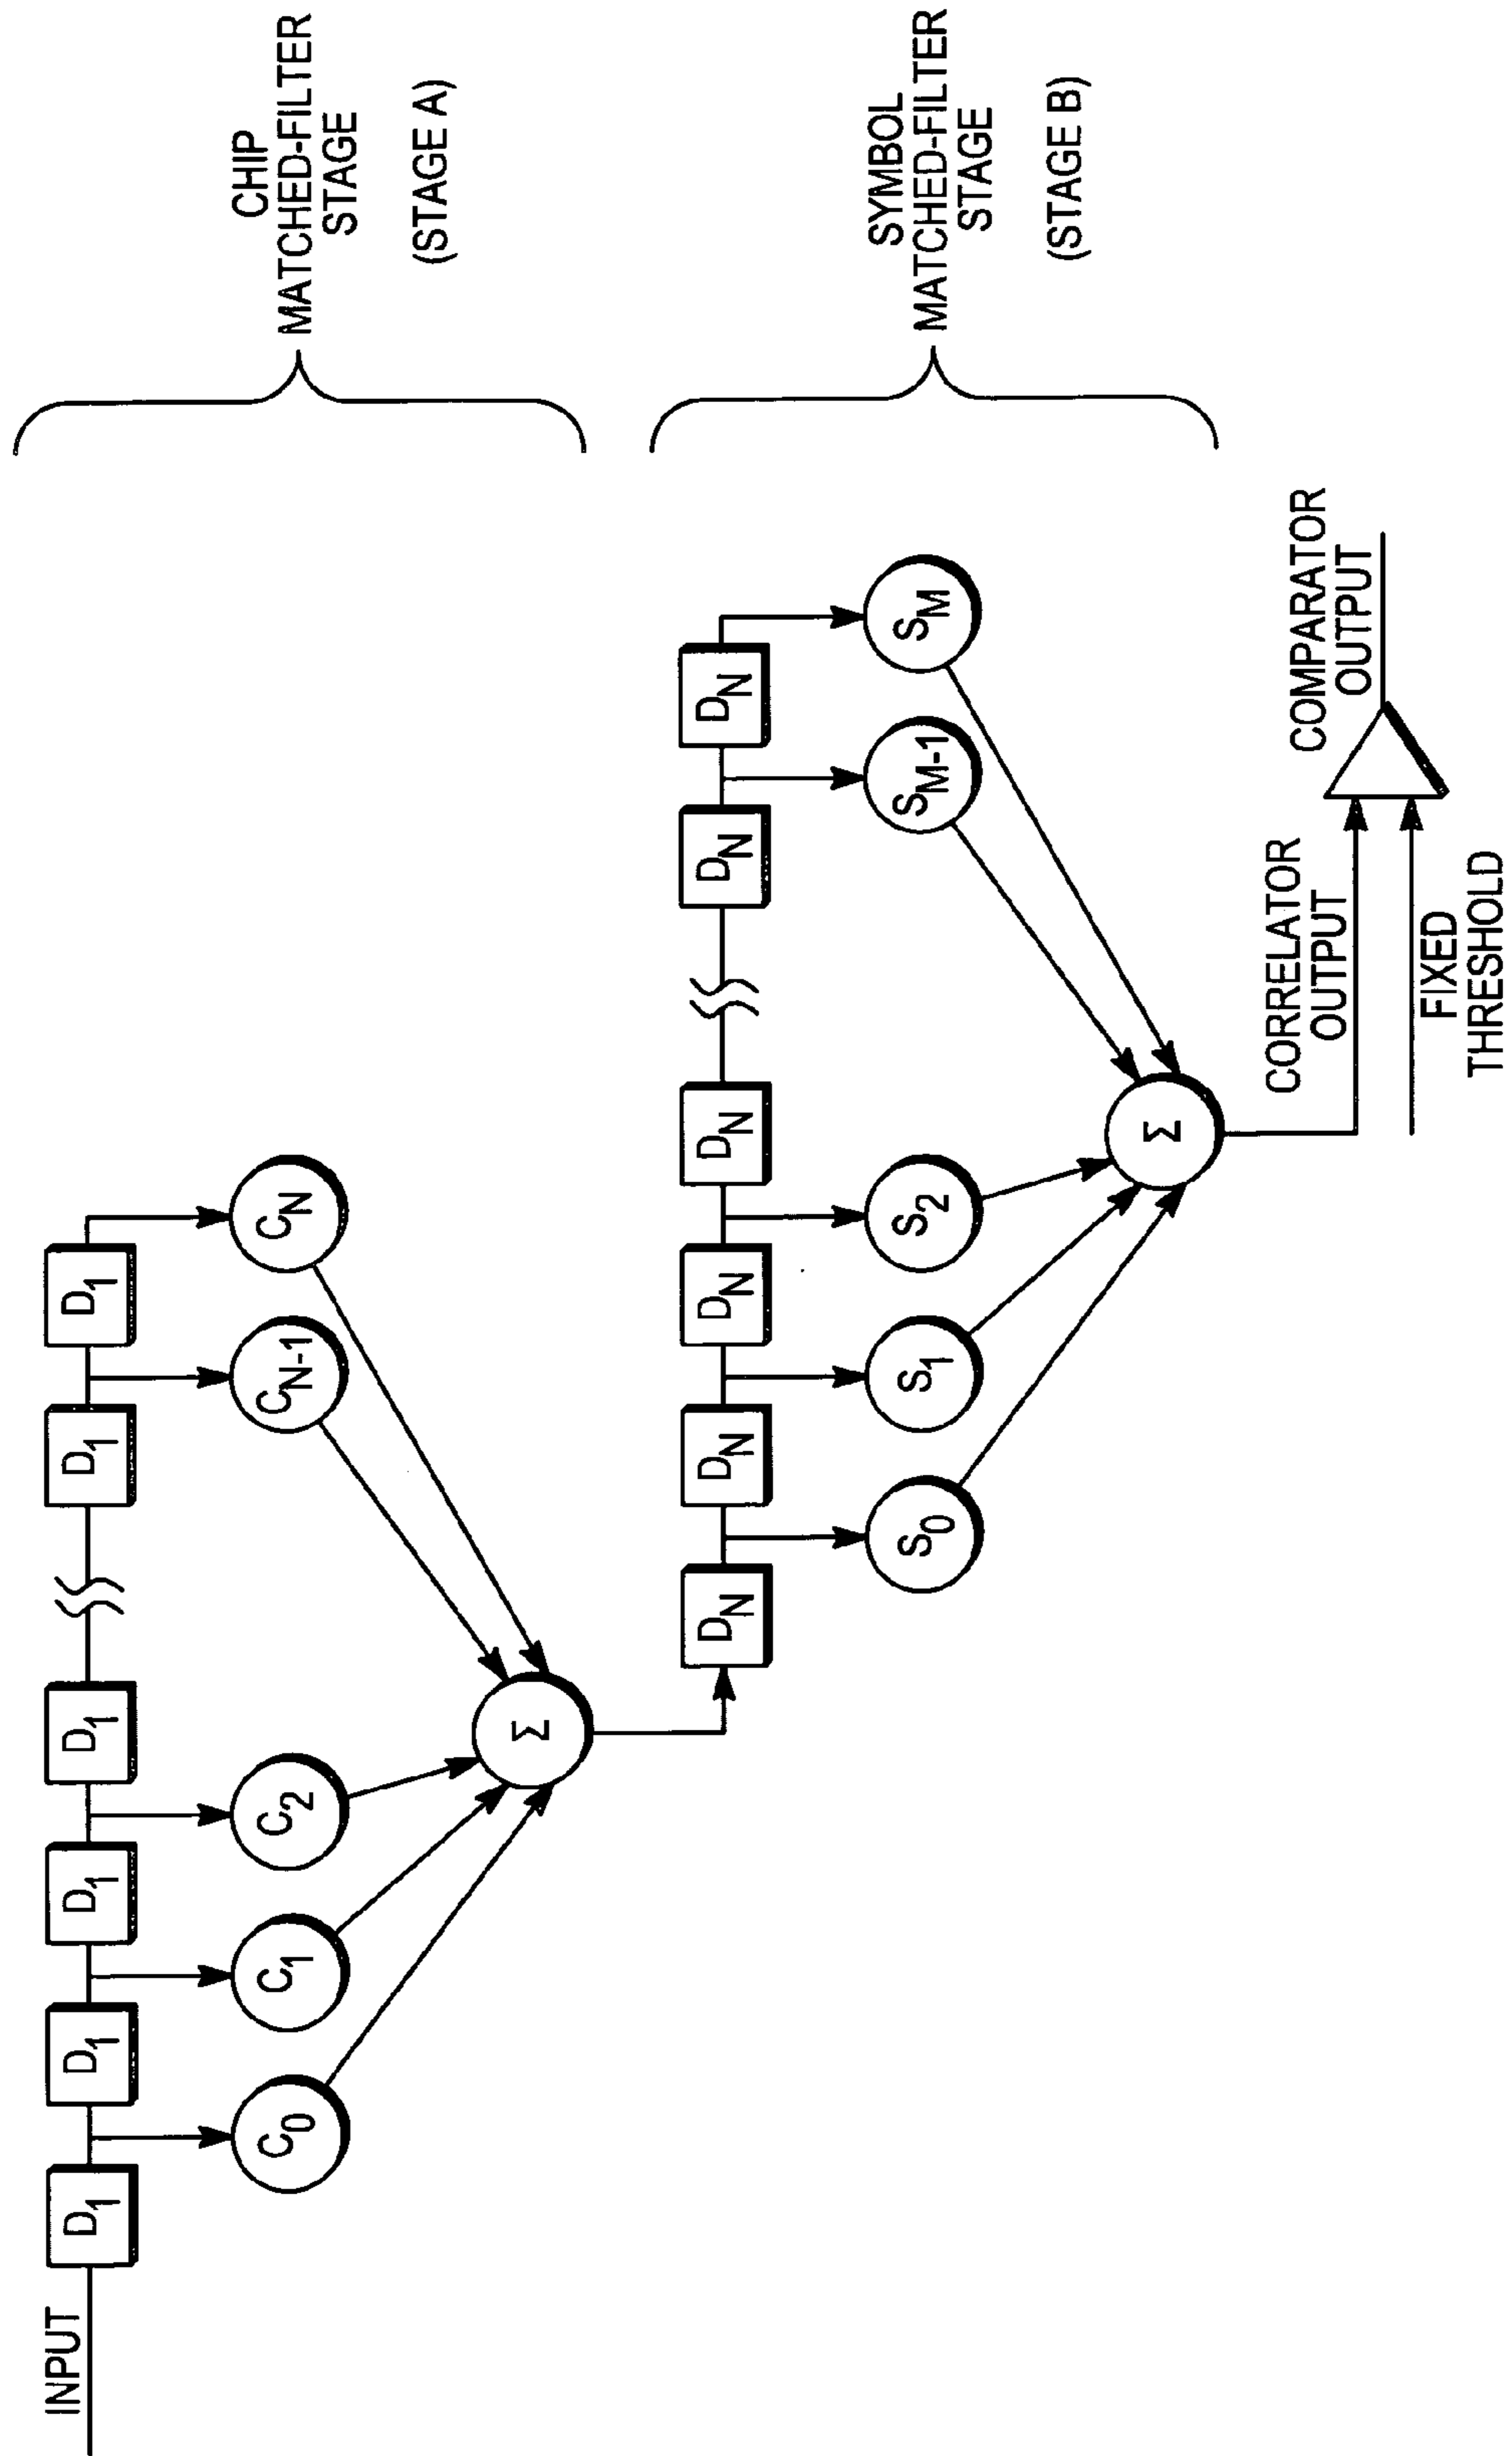 INPUT
D1
D1
D1
D1
D1
D1
C0
C1
C2
CN-1
CN
Σ
CHIP
MATCHED-FILTER
STAGE
(STAGE A)
DN
DN
DN
DN
DN
DN
S0
S1
S2
SM-1
SM
Σ
SYMBOL
MATCHED-FILTER
STAGE
(STAGE B)
CORRELATOR
OUTPUT
FIXED
THRESHOLD
COMPARATOR
OUTPUT